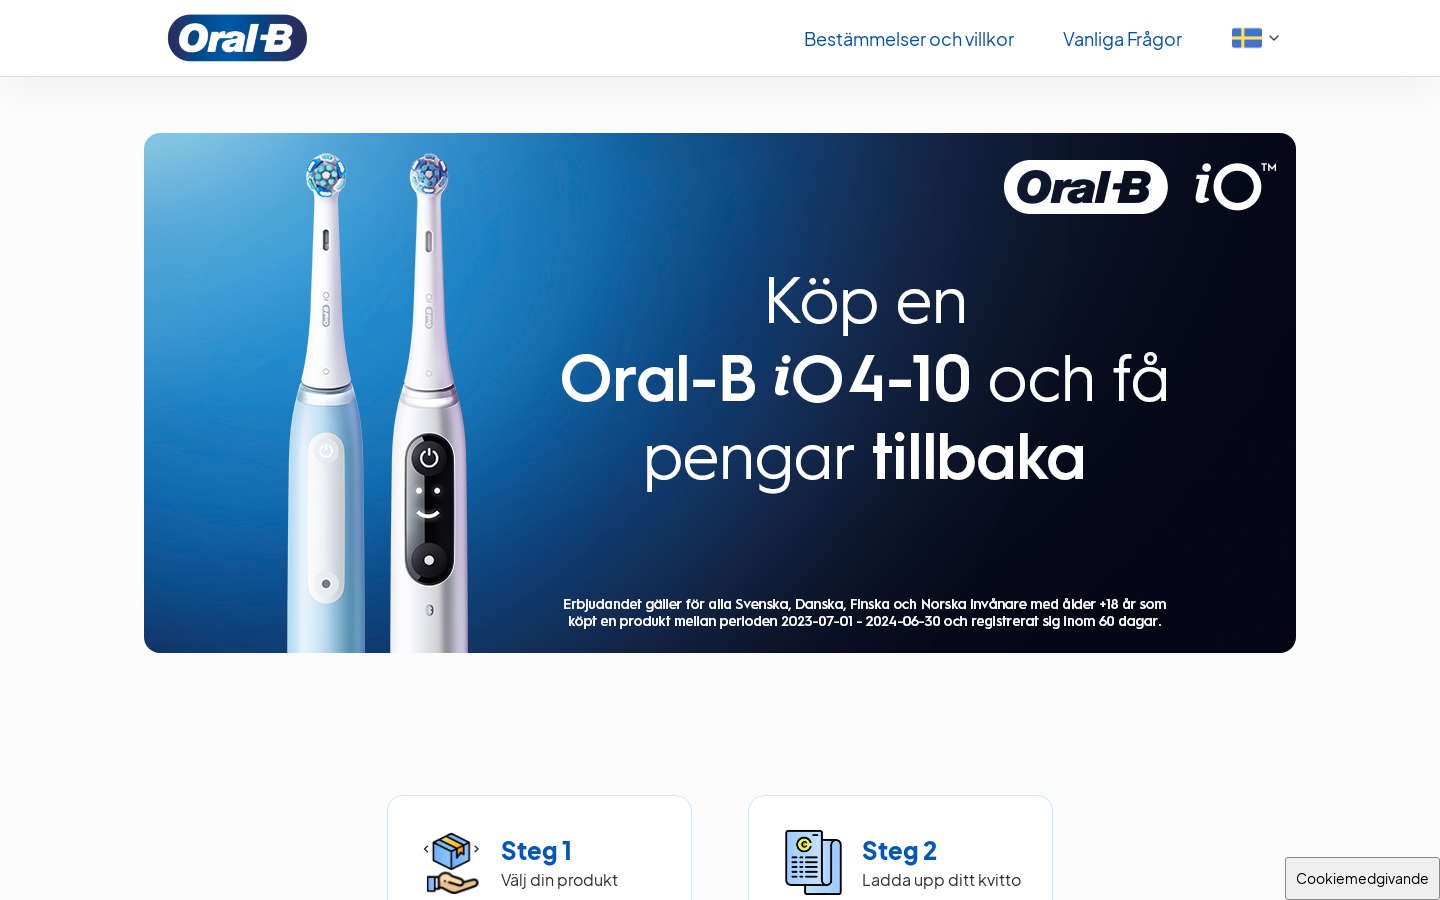 Oral-B
Bestämmelser och villkor
Vanliga Frågor
Oral-B iO™
Köp en
Oral-B iO 4-10 och få
pengar tillbaka
Erbjudandet gäller för alla Svenska, Danska, Finska och Norska invånare med ålder +18 år som
köpt en produkt mellan perioden 2023-07-01 - 2024-06-30 och registrerat sig inom 60 dagar.
Steg 1
Välj din produkt
Steg 2
Ladda upp ditt kvitto
Cookiemedgivande